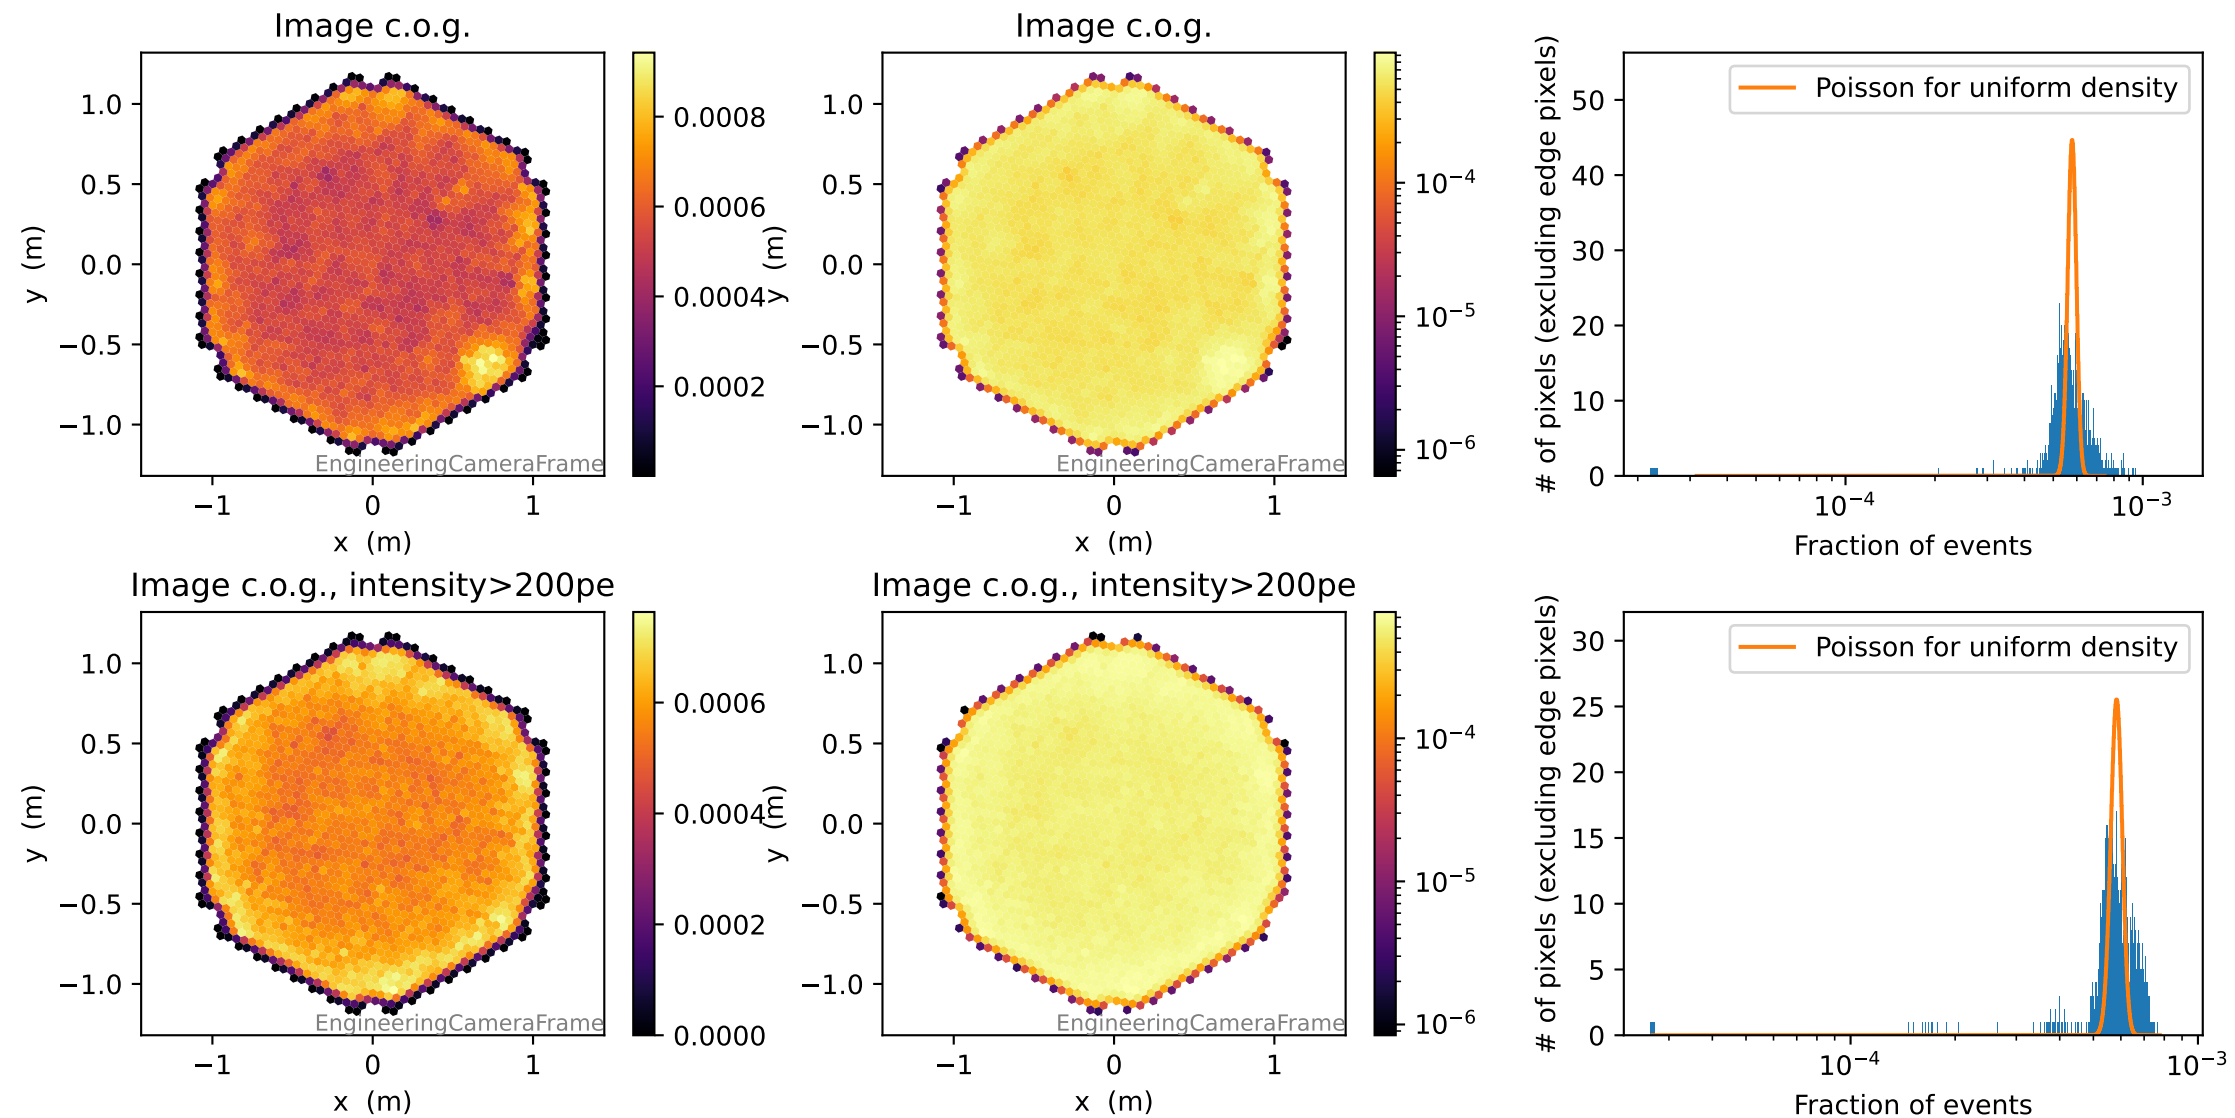 Image c.o.g.
y (m)
1.0
0.5
0.0
−0.5
−1.0
EngineeringCameraFrame
−1 0 1
x (m)
0.0008
0.0006
0.0004
0.0002
Image c.o.g.
y (m)
1.0
0.5
0.0
−0.5
−1.0
EngineeringCameraFrame
−1 0 1
x (m)
10⁻⁴
10⁻⁵
10⁻⁶
# of pixels (excluding edge pixels)
50
40
30
20
10
0
Poisson for uniform density
10⁻⁴ 10⁻³
Fraction of events
Image c.o.g., intensity>200pe
y (m)
1.0
0.5
0.0
−0.5
−1.0
EngineeringCameraFrame
−1 0 1
x (m)
0.0006
0.0004
0.0002
0.0000
Image c.o.g., intensity>200pe
y (m)
1.0
0.5
0.0
−0.5
−1.0
EngineeringCameraFrame
−1 0 1
x (m)
10⁻⁴
10⁻⁵
10⁻⁶
# of pixels (excluding edge pixels)
30
25
20
15
10
5
0
Poisson for uniform density
10⁻⁴ 10⁻³
Fraction of events